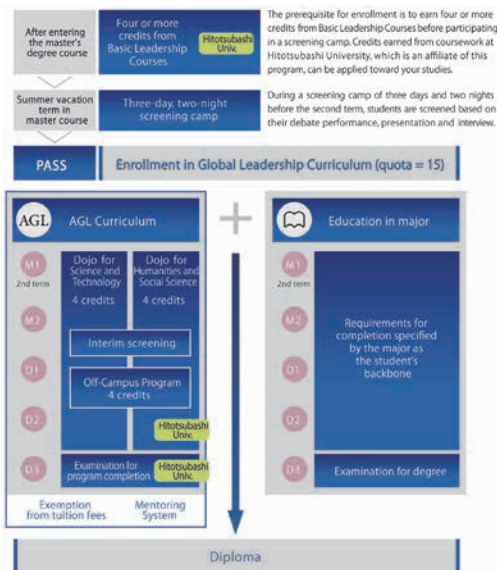 After entering
the master's
degree course
Four or more
credits from
Basic Leadership
Courses
Hitotsubashi
Univ.
The prerequisite for enrollment is to earn four or more
credits from Basic Leadership Courses before participating
in a screening camp. Credits earned from coursework at
Hitotsubashi University, which is an affiliate of this
program, can be applied toward your studies.
Summer vacation
term in
master course
Three-day, two-night
screening camp
During a screening camp of three days and two nights
before the second term, students are screened based on
their debate performance, presentation and interview.
PASS
Enrollment in Global Leadership Curriculum (quota = 15)
AGL
AGL Curriculum
+
Education in major
M1
2nd term
M2
D1
D2
D3
Dojo for
Science and
Technology
4 credits
Dojo for
Humanities and
Social Science
4 credits
Interim screening
Off-Campus Program
4 credits
Hitotsubashi
Univ.
Examination for
program completion
Hitotsubashi
Univ.
Exemption
from tuition fees
Mentoring
System
M1
2nd term
M2
D1
D2
D3
Requirements for
completion specified
by the major as
the student's
backbone
Examination for degree
Diploma